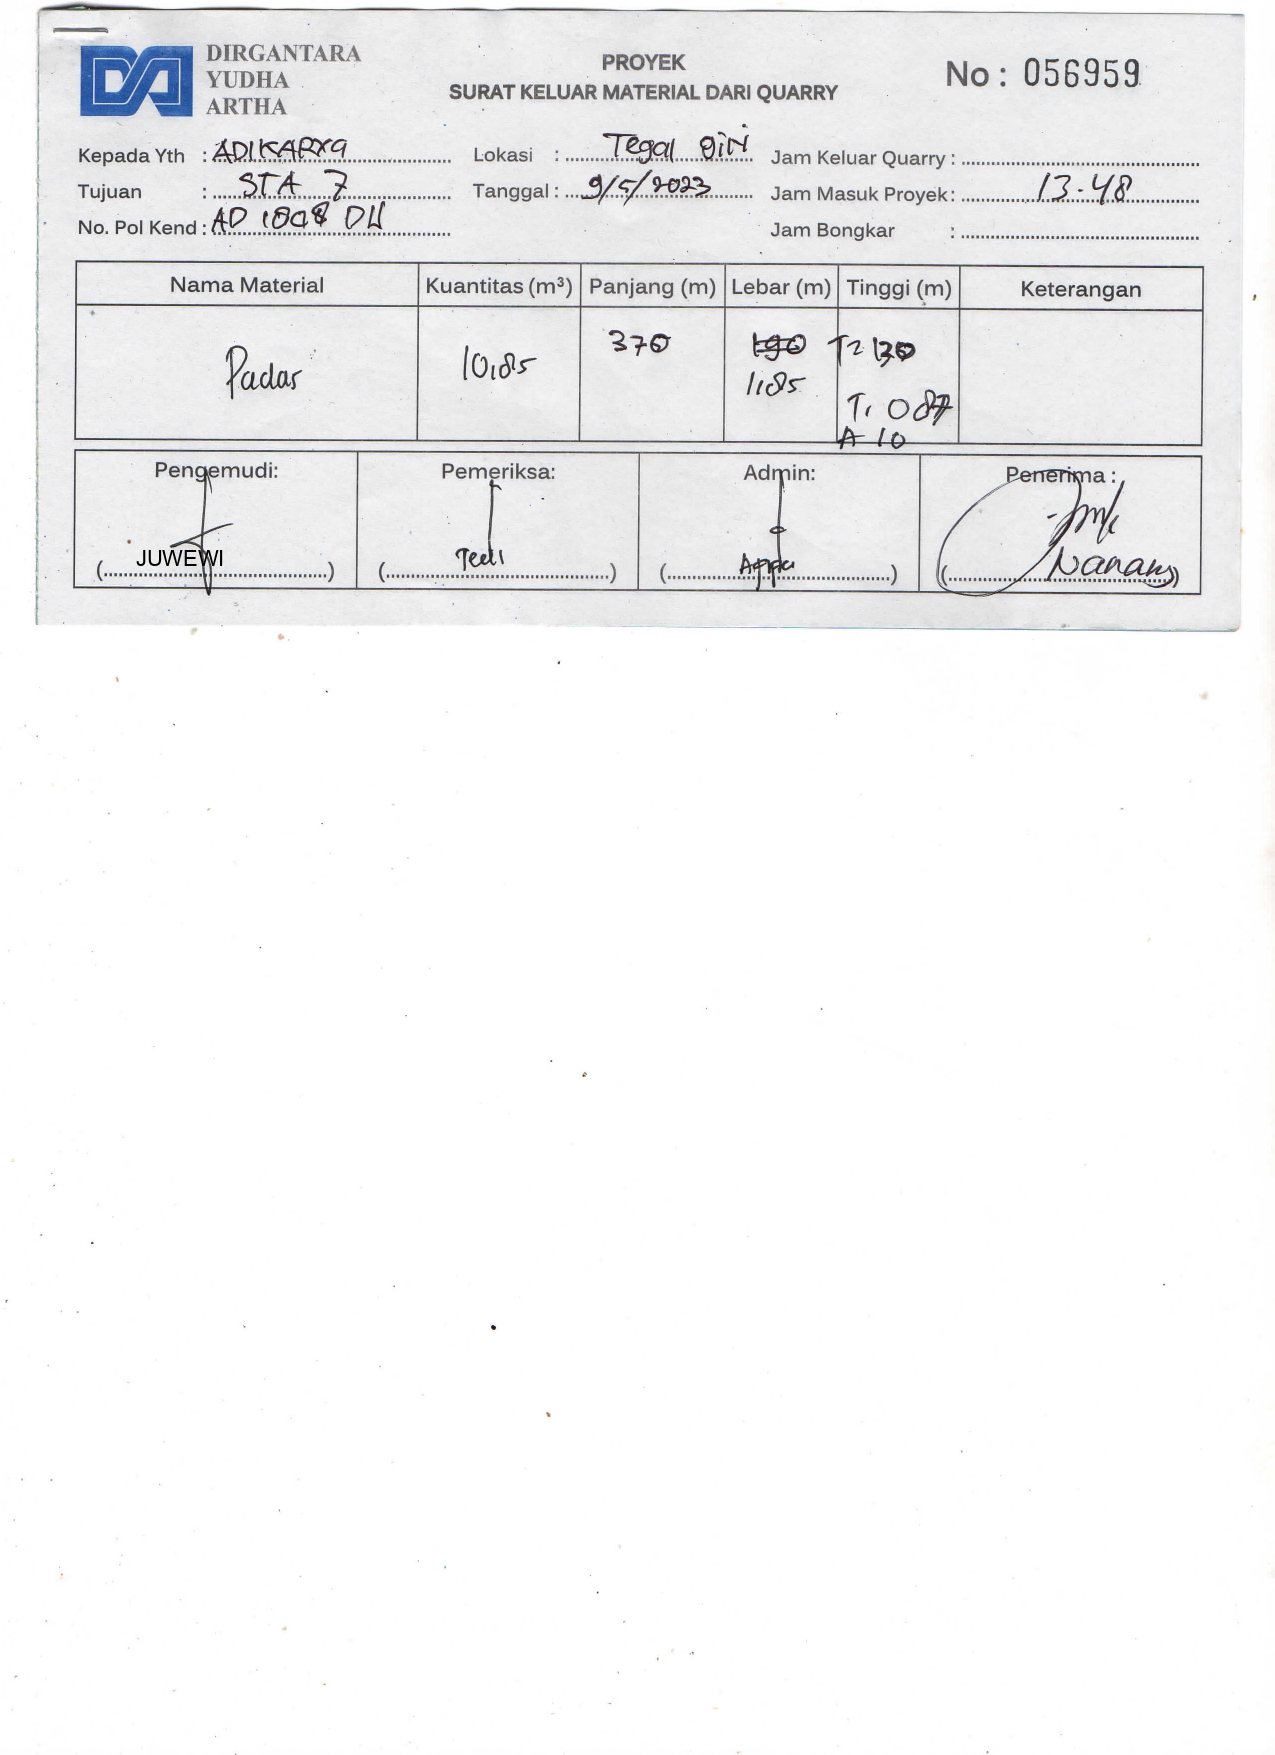 DIRGANTARA
YUDHA
ARTHA
PROYEK
SURAT KELUAR MATERIAL DARI QUARRY
No : 056959
Kepada Yth : ADIKARYA
Lokasi : Tegal giri
Jam Keluar Quarry :
Tujuan : STA 7
Tanggal : 9/5/2023
Jam Masuk Proyek : 13-48
No. Pol Kend : AD DH
Jam Bongkar :
Nama Material Kuantitas (m³) Panjang (m) Lebar (m) Tinggi (m) Keterangan
Padas 10,85 370 190 T2 130
1,85
T1 087
A 10
Pengemudi: Pemeriksa: Admin: Penerima :
(JUWEWI) (Tedi) () (Nanang)